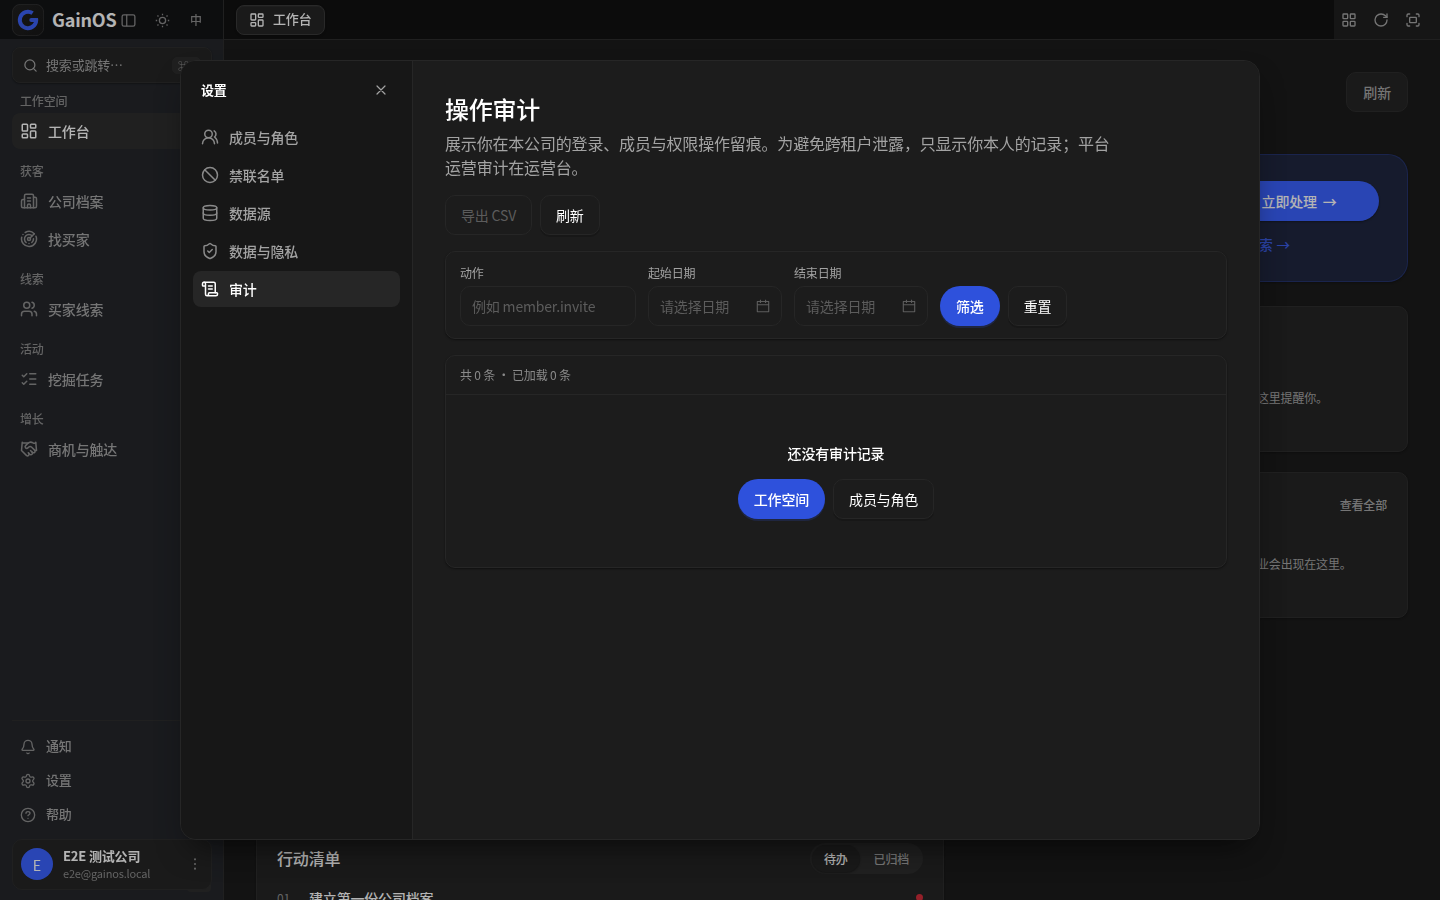 GainOS
中
工作台
搜索或跳转…
工作空间
工作台
获客
公司档案
找买家
线索
买家线索
活动
挖掘任务
增长
商机与触达
通知
设置
帮助
E
E2E 测试公司
e2e@gainos.local
设置
成员与角色
禁联名单
数据源
数据与隐私
审计
操作审计
展示你在本公司的登录、成员与权限操作留痕。为避免跨租户泄露，只显示你本人的记录；平台
运营审计在运营台。
导出 CSV
刷新
动作
起始日期
结束日期
例如 member.invite
请选择日期
请选择日期
筛选
重置
共 0 条 · 已加载 0 条
还没有审计记录
工作空间
成员与角色
刷新
立即处理 →
索 →
这里提醒你。
查看全部
业会出现在这里。
行动清单
待办
已归档
01
建立第一份公司档案